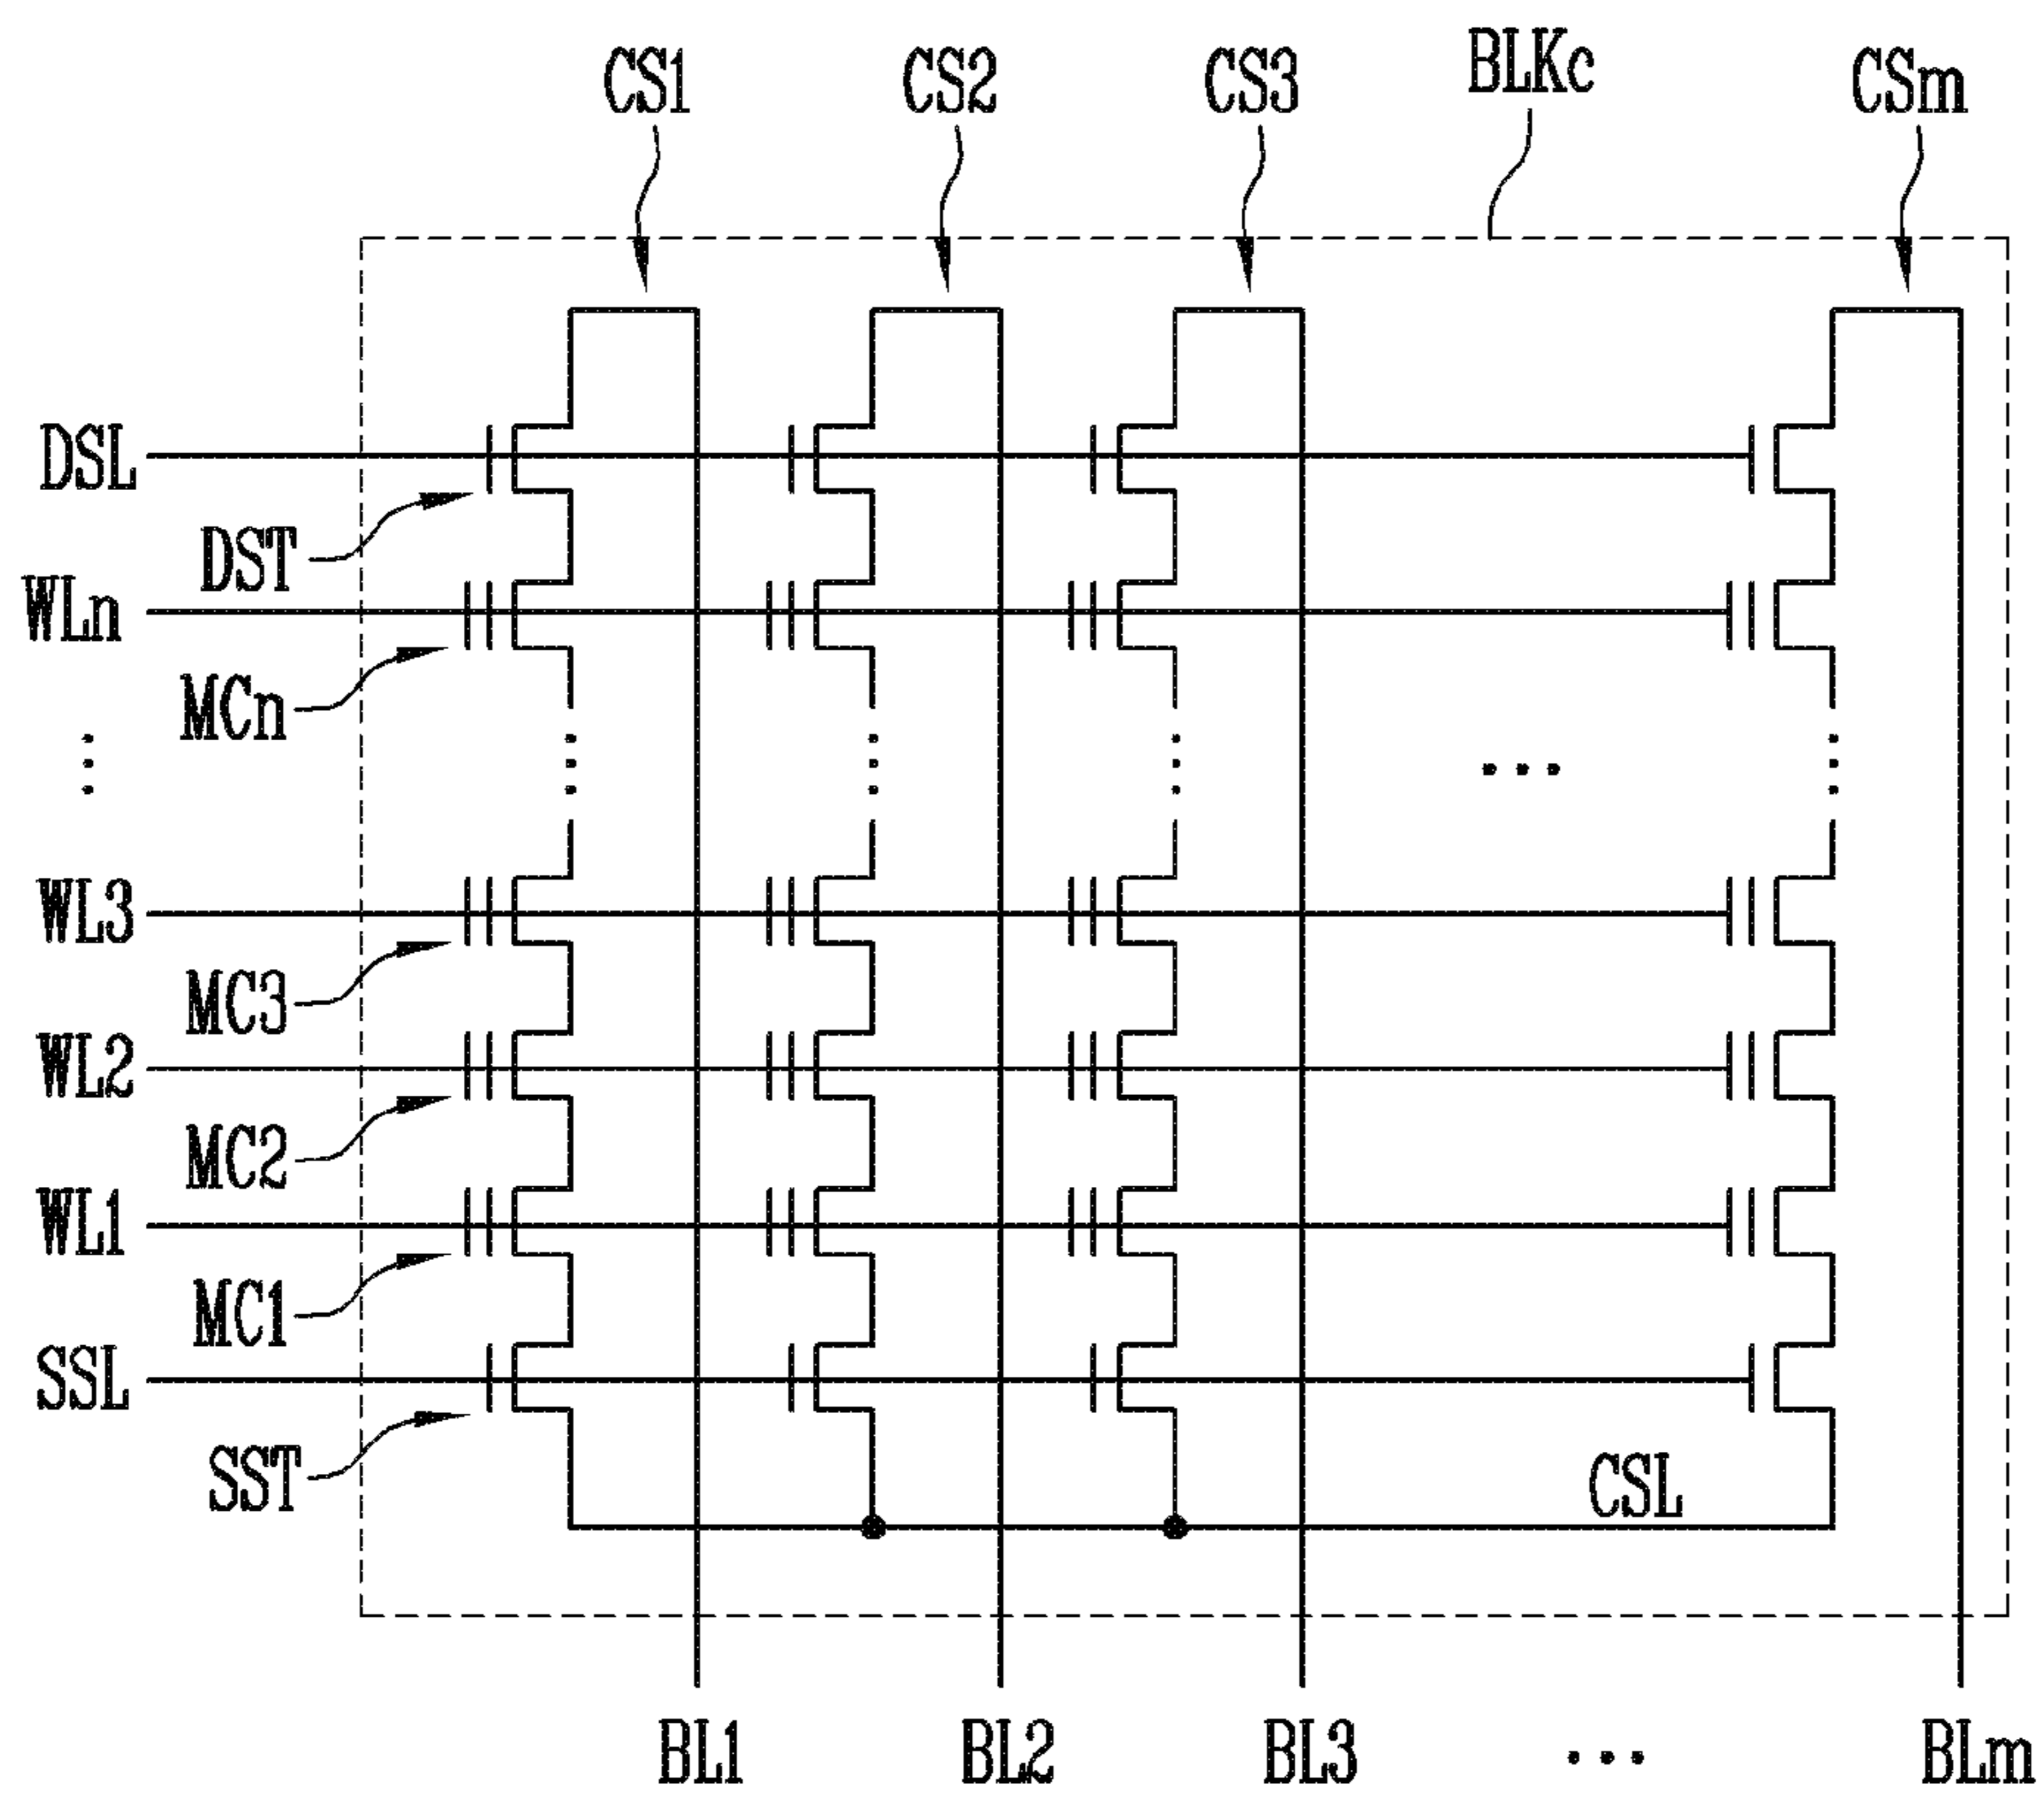 CS1 CS2 CS3 BLKc CSm
DSL
DST
WLn
MCn
⋮ ⋮ ⋮ ⋮ ... ⋮
WL3
MC3
WL2
MC2
WL1
MC1
SSL
SST
CSL
BL1 BL2 BL3 ... BLm